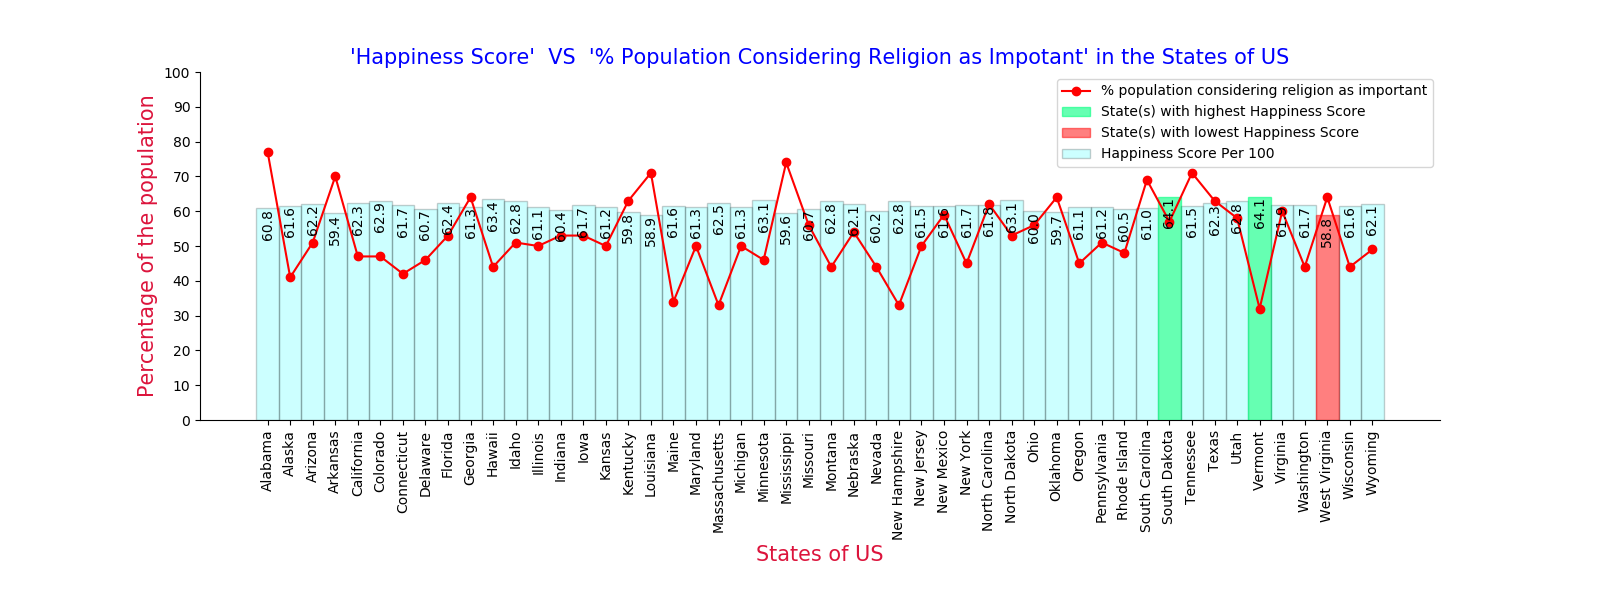 'Happiness Score'  VS  '% Population Considering Religion as Impotant' in the States of US
Percentage of the population
100
90
80
70
60
50
40
30
20
10
0
% population considering religion as important
State(s) with highest Happiness Score
State(s) with lowest Happiness Score
Happiness Score Per 100
60.8
61.6
62.2
59.4
62.3
62.9
61.7
60.7
62.4
61.3
63.4
62.8
61.1
60.4
61.7
61.2
59.8
58.9
61.6
61.3
62.5
61.3
63.1
59.6
60.7
62.8
62.1
60.2
62.8
61.5
61.7
61.8
63.1
59.7
61.1
61.2
60.5
61.0
64.1
61.5
62.3
62.8
64.1
61.7
58.8
61.6
62.1
Alabama
Alaska
Arizona
Arkansas
California
Colorado
Connecticut
Delaware
Florida
Georgia
Hawaii
Idaho
Illinois
Indiana
Iowa
Kansas
Kentucky
Louisiana
Maine
Maryland
Massachusetts
Michigan
Minnesota
Mississippi
Missouri
Montana
Nebraska
Nevada
New Hampshire
New Jersey
New Mexico
New York
North Carolina
North Dakota
Ohio
Oklahoma
Oregon
Pennsylvania
Rhode Island
South Carolina
South Dakota
Tennessee
Texas
Utah
Vermont
Virginia
Washington
West Virginia
Wisconsin
Wyoming
States of US